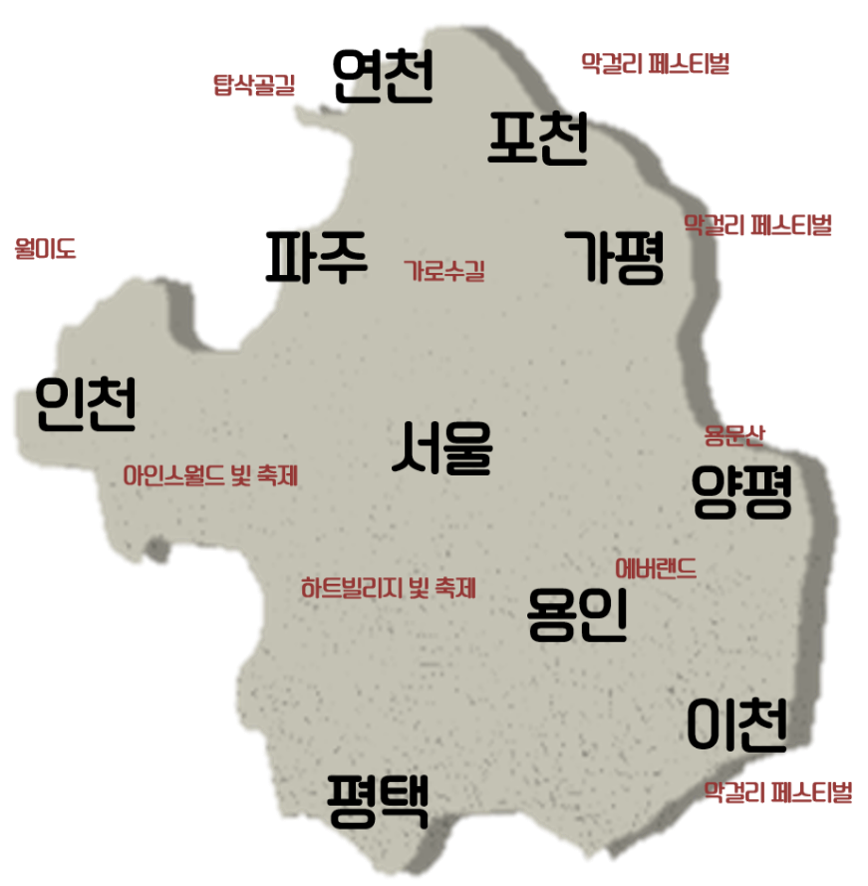 악걸리 페스티벌
연천
탑삭골길
포천
악걸리 페스티벌
월미도
파주
가로수길
가평
인천
서울
용문산
아인스월드 빛 축제
양평
에버랜드
하트빌리지 빛 축제
용인
이천
악걸리 페스티벌
평택